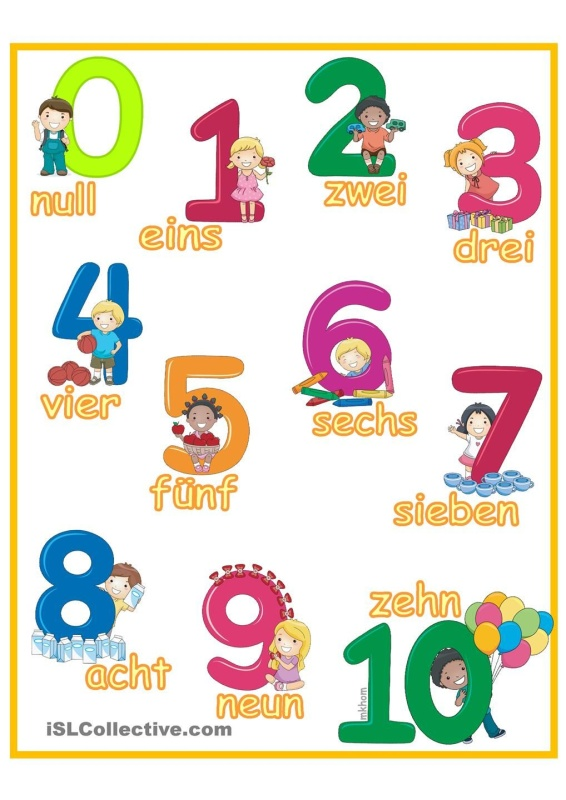 0
null
1
eins
2
zwei
3
drei
4
vier
5
fünf
6
sechs
7
sieben
8
acht
9
neun
10
zehn
mkhom
iSLCollective.com